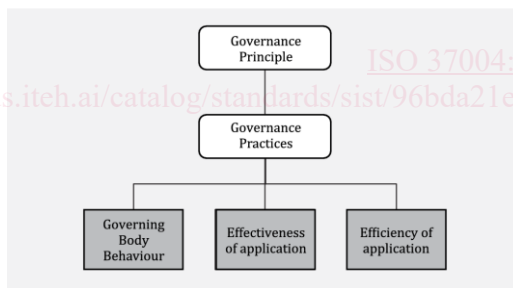 Governance
Principle
ISO 37004:
s.iteh.ai/catalog/standards/sist/96bda21e
Governance
Practices
Governing
Body
Behaviour
Effectiveness
of application
Efficiency of
application